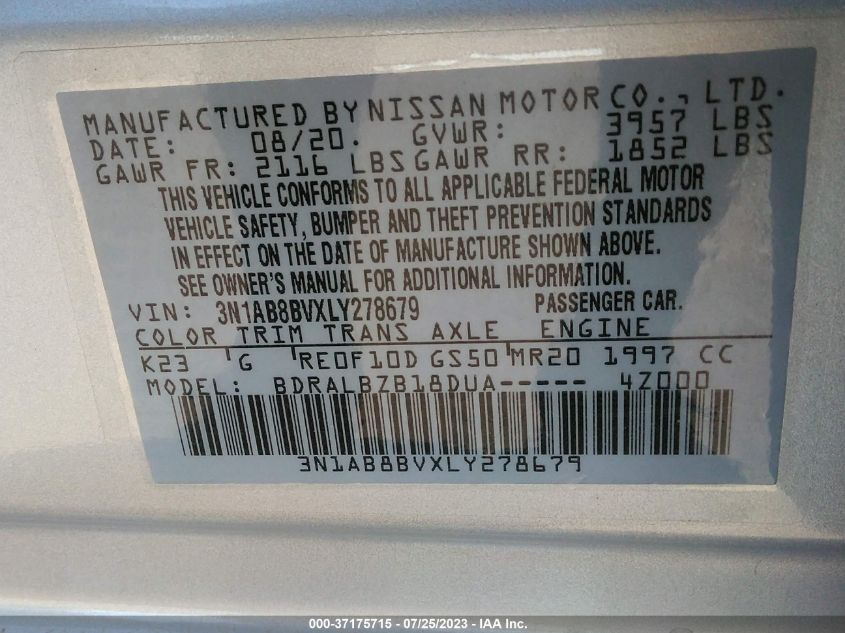 MANUFACTURED BY NISSAN MOTOR CO., LTD.
DATE: 08/20. GVWR: 3957 LBS
GAWR FR: 2116 LBS GAWR RR: 1852 LBS
THIS VEHICLE CONFORMS TO ALL APPLICABLE FEDERAL MOTOR
VEHICLE SAFETY, BUMPER AND THEFT PREVENTION STANDARDS
IN EFFECT ON THE DATE OF MANUFACTURE SHOWN ABOVE.
SEE OWNER'S MANUAL FOR ADDITIONAL INFORMATION.
VIN: 3N1AB8BVXLY278679 PASSENGER CAR.
COLOR TRIM TRANS AXLE ENGINE
K23 G RE0F10D GS50 MR20 1997 CC
MODEL: BDRALBZB18DUA----- 4Z000
3N1AB8BVXLY278679
000-37175715 - 07/25/2023 - IAA Inc.